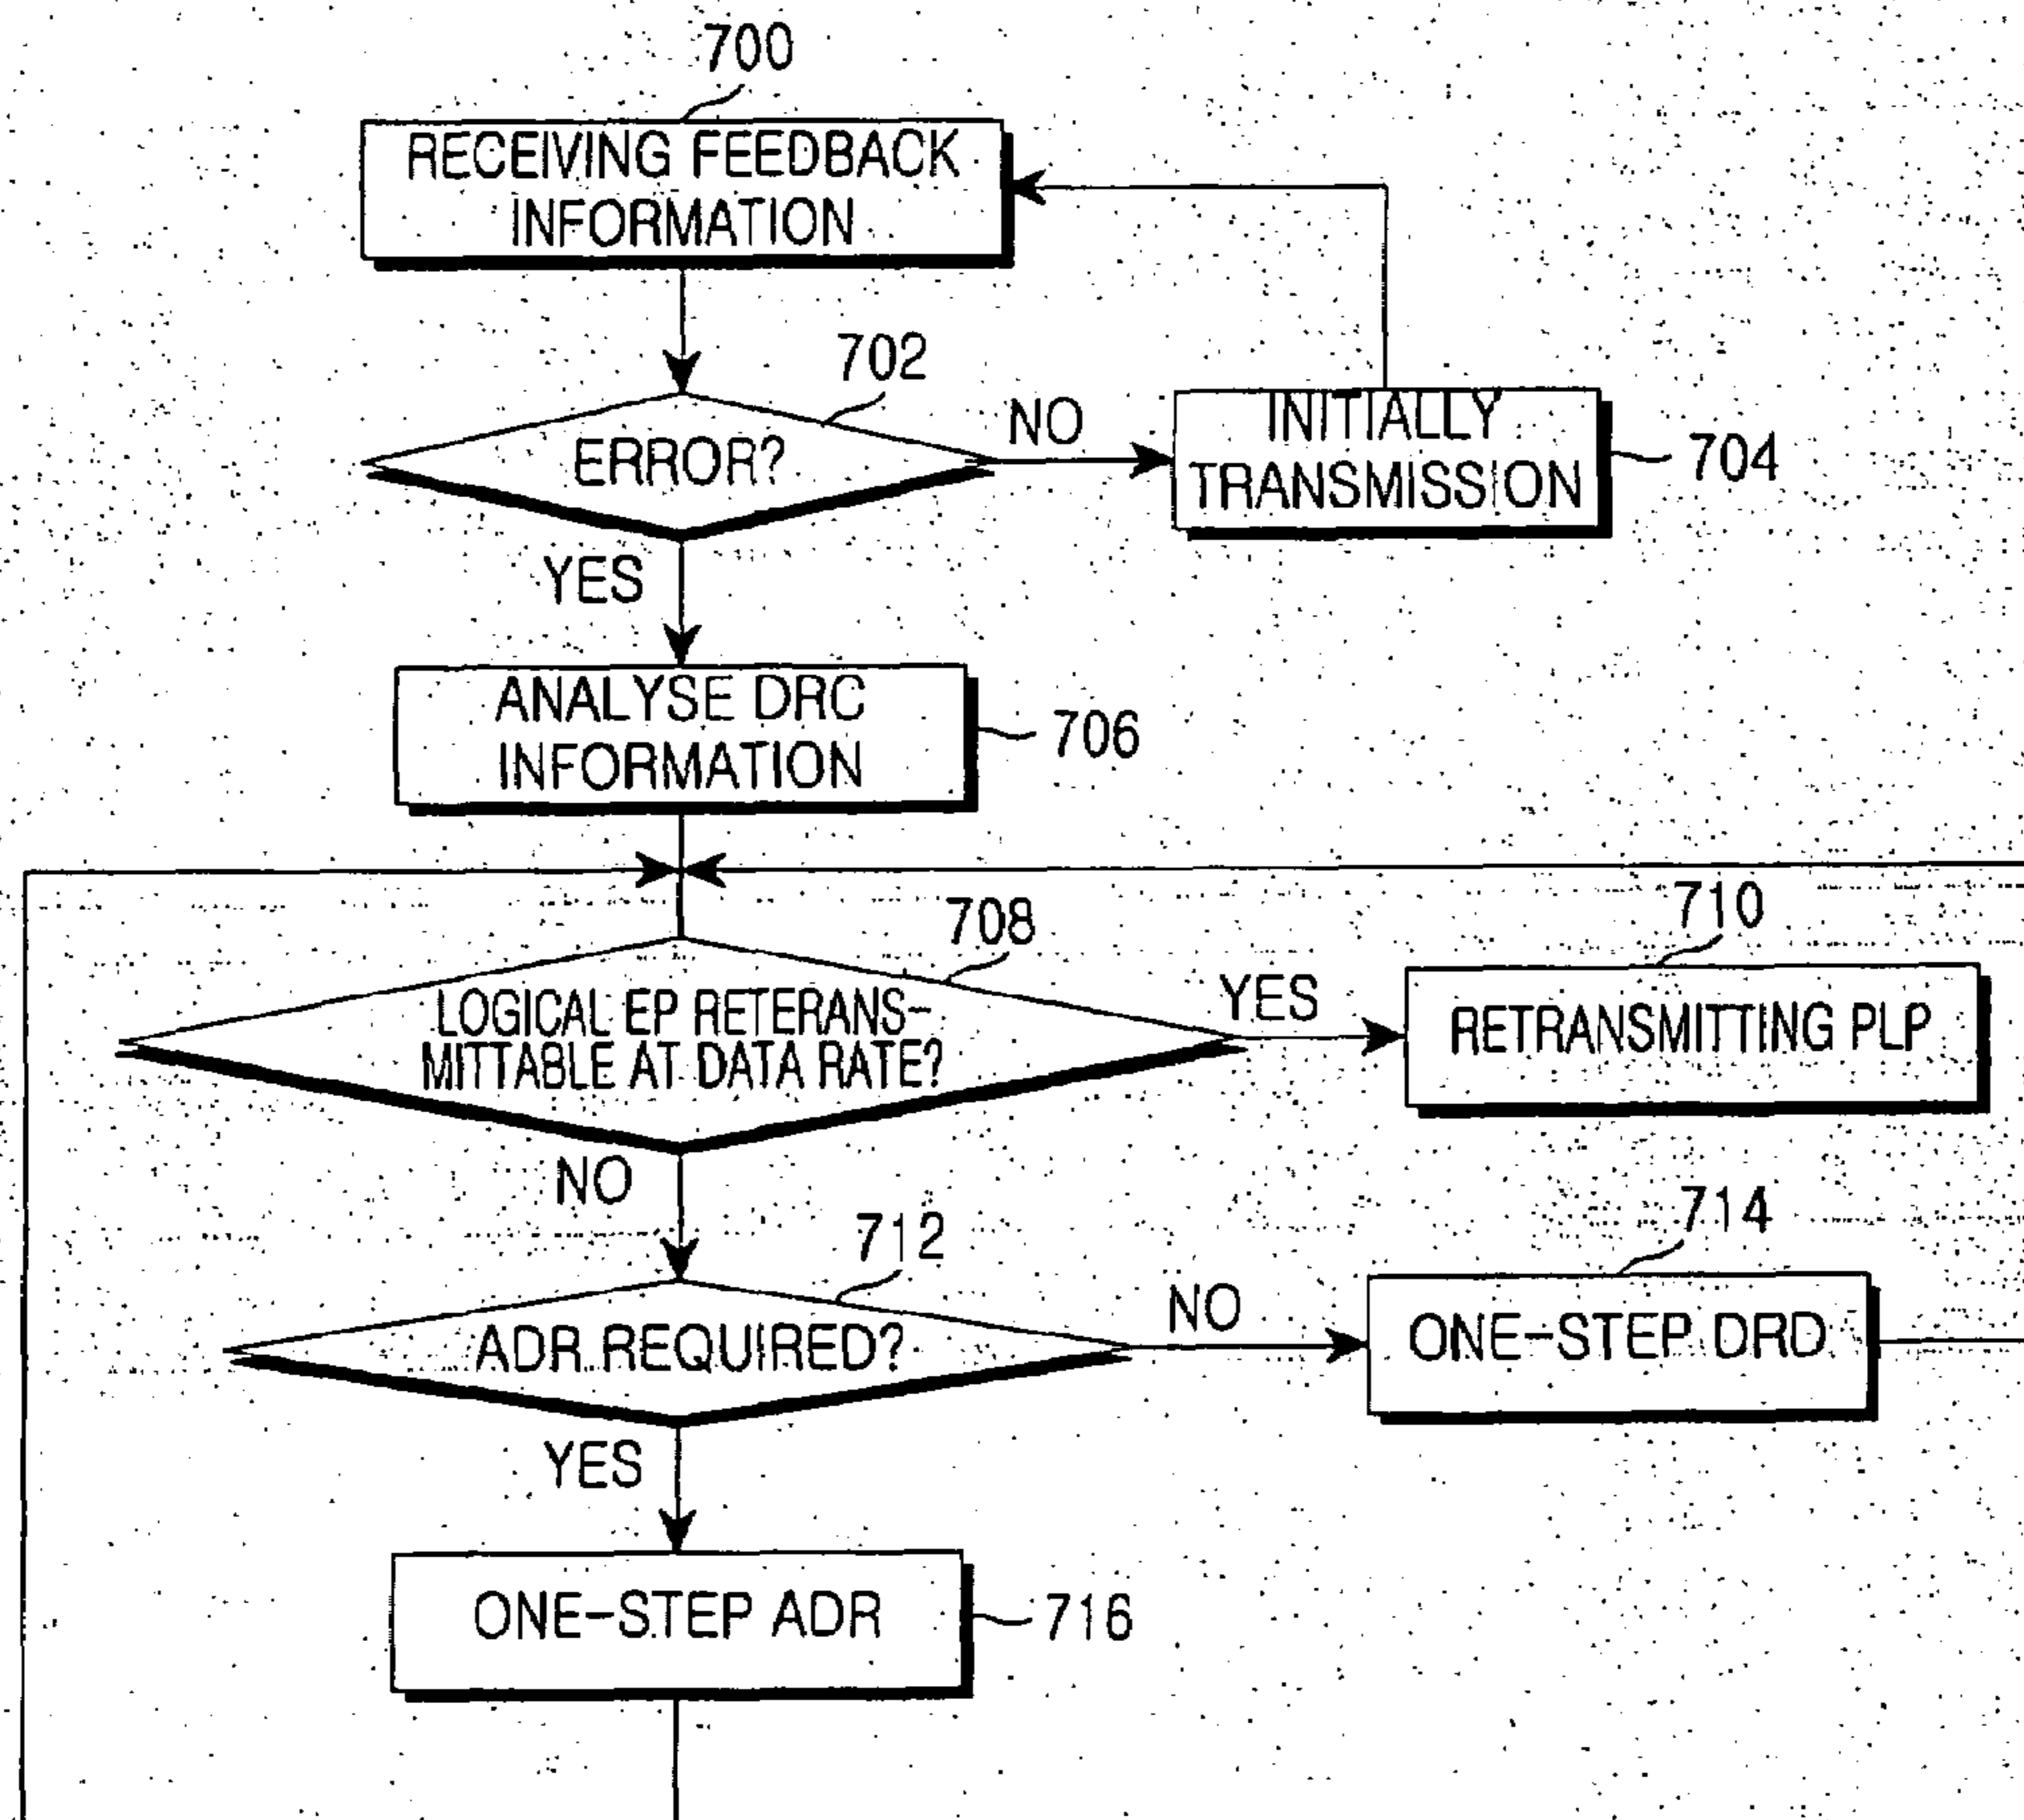 700
RECEIVING FEEDBACK
INFORMATION
702
ERROR?
NO
INITIALLY
TRANSMISSION
704
YES
ANALYSE DRC
INFORMATION
706
708
LOGICAL EP RETERANS-
MITTABLE AT DATA RATE?
YES
710
RETRANSMITTING PLP
NO
712
ADR REQUIRED?
NO
714
ONE-STEP DRD
YES
ONE-STEP ADR
716